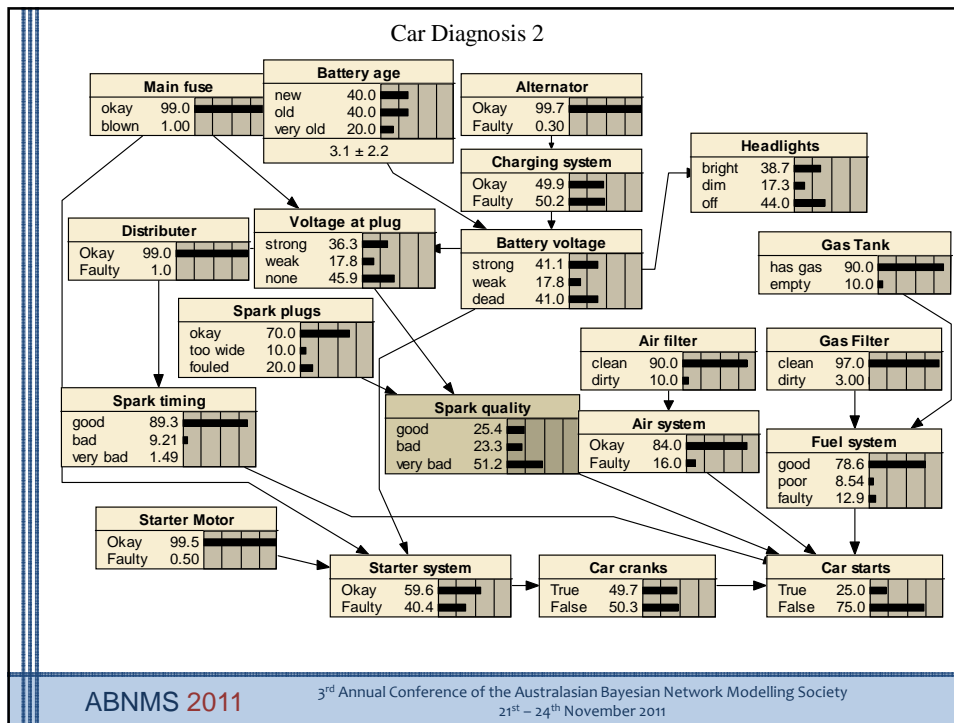 Car Diagnosis 2
Main fuse
okay 99.0
blown 1.00
Battery age
new 40.0
old 40.0
very old 20.0
3.1 ± 2.2
Alternator
Okay 99.7
Faulty 0.30
Headlights
bright 38.7
dim 17.3
off 44.0
Charging system
Okay 49.9
Faulty 50.2
Distributer
Okay 99.0
Faulty 1.0
Voltage at plug
strong 36.3
weak 17.8
none 45.9
Battery voltage
strong 41.1
weak 17.8
dead 41.0
Gas Tank
has gas 90.0
empty 10.0
Spark plugs
okay 70.0
too wide 10.0
fouled 20.0
Air filter
clean 90.0
dirty 10.0
Gas Filter
clean 97.0
dirty 3.00
Spark timing
good 89.3
bad 9.21
very bad 1.49
Spark quality
good 25.4
bad 23.3
very bad 51.2
Air system
Okay 84.0
Faulty 16.0
Fuel system
good 78.6
poor 8.54
faulty 12.9
Starter Motor
Okay 99.5
Faulty 0.50
Starter system
Okay 59.6
Faulty 40.4
Car cranks
True 49.7
False 50.3
Car starts
True 25.0
False 75.0
ABNMS 2011
3rd Annual Conference of the Australasian Bayesian Network Modelling Society
21st – 24th November 2011